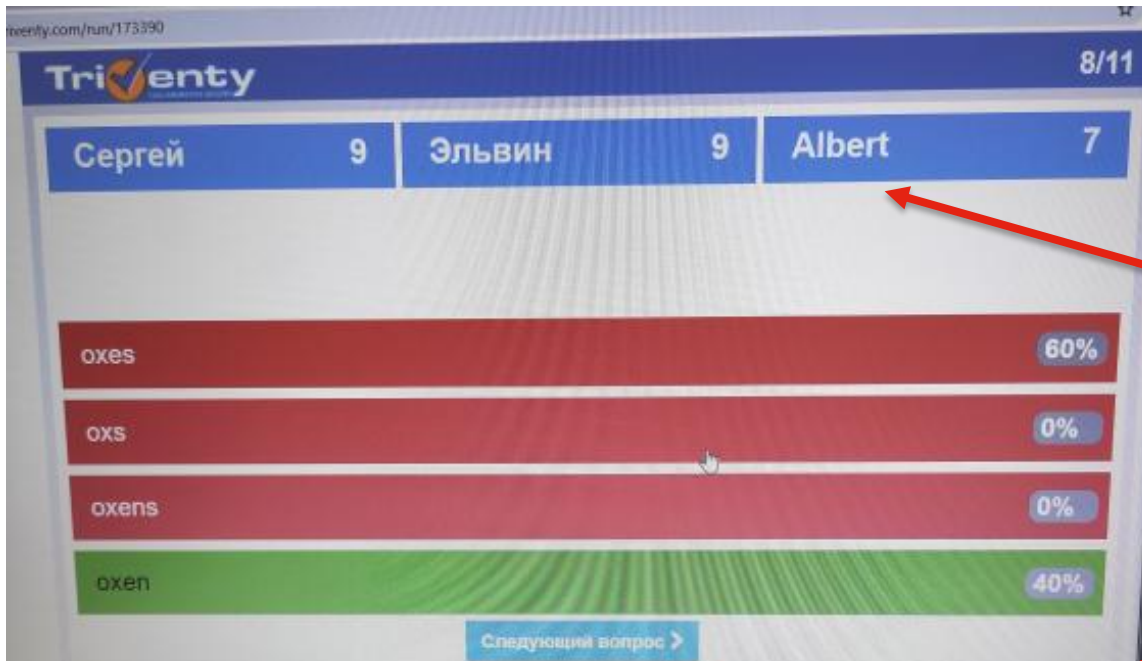 riventy.com/run/173390
Triventy
8/11
Сергей 9 Эльвин 9 Albert 7
oxes 60%
oxs 0%
oxens 0%
oxen 40%
Следующий вопрос >